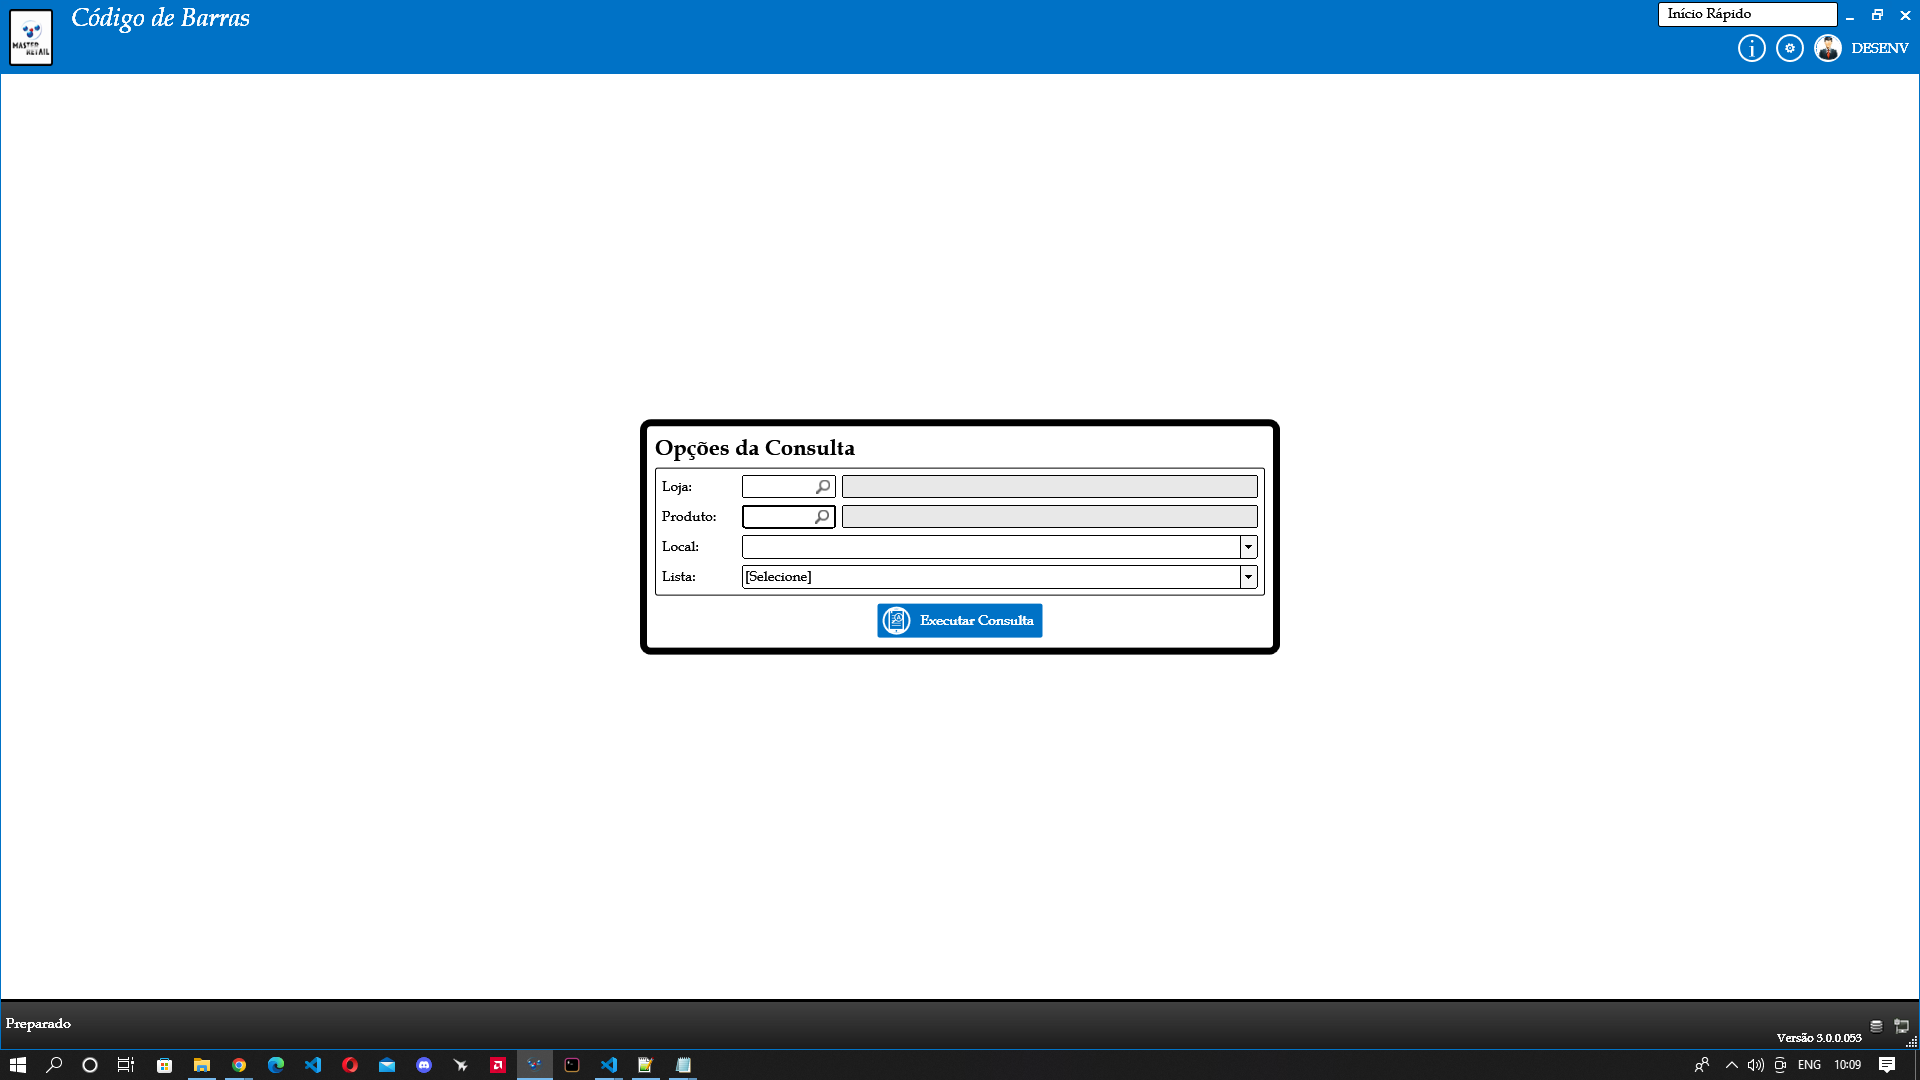 Código de Barras
Início Rápido
MASTER
RETAIL
DESENV
Opções da Consulta
Loja:
Produto:
Local:
Lista: [Selecione]
Executar Consulta
Preparado
Versão 3.0.0.053
ENG 10:09